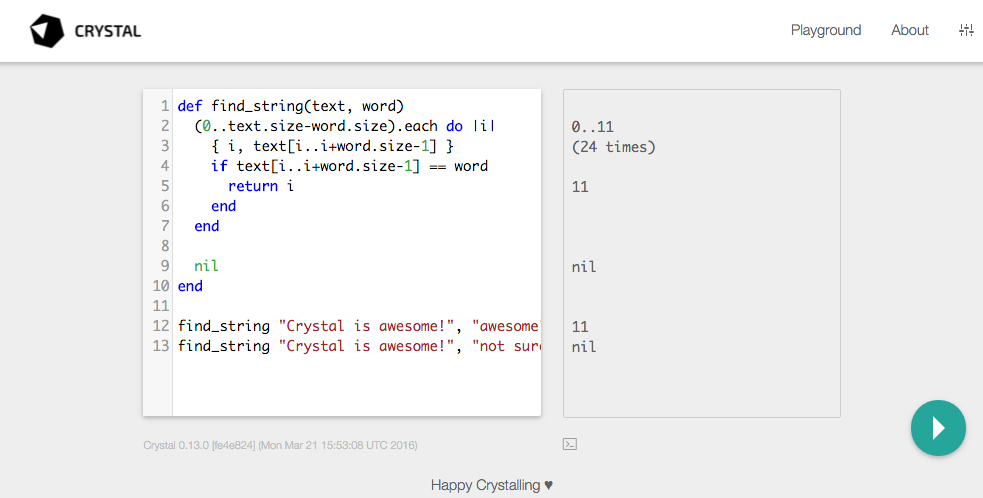 CRYSTAL
Playground About
1 def find_string(text, word)
2 (0..text.size-word.size).each do |i|
3 { i, text[i..i+word.size-1] }
4 if text[i..i+word.size-1] == word
5 return i
6 end
7 end
8
9 nil
10 end
11
12 find_string "Crystal is awesome!", "awesome
13 find_string "Crystal is awesome!", "not sur
0..11
(24 times)
11
nil
11
nil
Crystal 0.13.0 [fe4e824] (Mon Mar 21 15:53:08 UTC 2016)
Happy Crystalling ♥